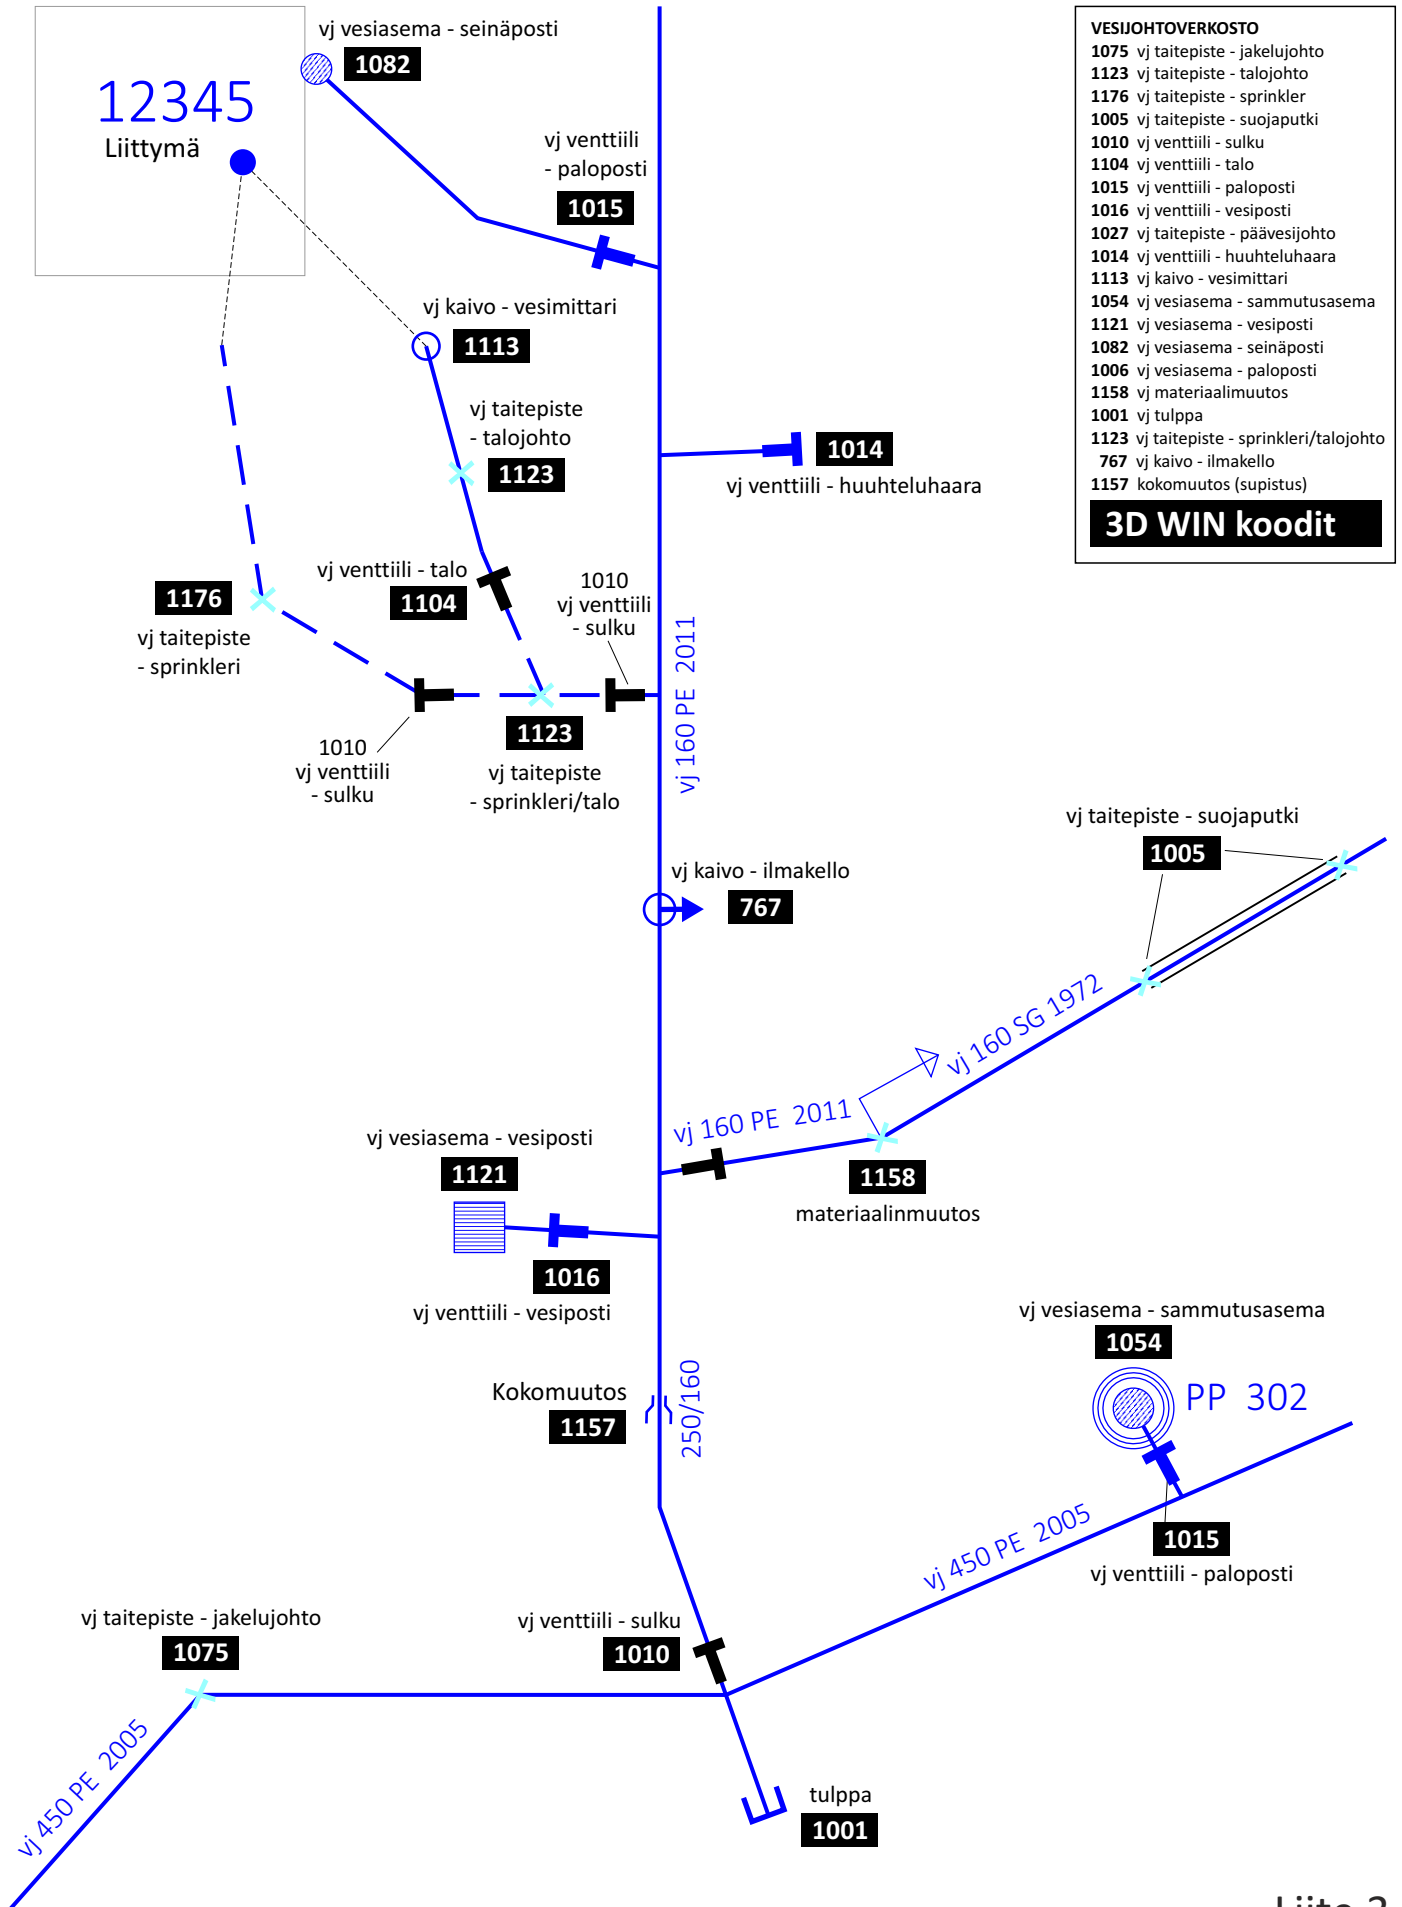 vj vesiasema - seinäposti
1082
12345
Liittymä
vj venttiili
- paloposti
1015
vj kaivo - vesimittari
1113
vj taitepiste
- talojohto
1123
1014
vj venttiili - huuhteluhaara
vj venttiili - talo
1104
1010
vj venttiili
- sulku
1176
vj taitepiste
- sprinkleri
vj 160 PE 2011
1123
vj taitepiste
- sprinkleri/talo
1010
vj venttiili
- sulku
vj taitepiste - suojaputki
1005
vj kaivo - ilmakello
767
vj 160 SG 1972
vj 160 PE 2011
vj vesiasema - vesiposti
1121
1158
materiaalinmuutos
1016
vj venttiili - vesiposti
vj vesiasema - sammutusasema
1054
PP 302
Kokomuutos
1157
250/160
vj 450 PE 2005
1015
vj venttiili - paloposti
vj taitepiste - jakelujohto
1075
vj venttiili - sulku
1010
vj 450 PE 2005
tulppa
1001
VESIJOHTOVERKOSTO
1075 vj taitepiste - jakelujohto
1123 vj taitepiste - talojohto
1176 vj taitepiste - sprinkler
1005 vj taitepiste - suojaputki
1010 vj venttiili - sulku
1104 vj venttiili - talo
1015 vj venttiili - paloposti
1016 vj venttiili - vesiposti
1027 vj taitepiste - päävesijohto
1014 vj venttiili - huuhteluhaara
1113 vj kaivo - vesimittari
1054 vj vesiasema - sammutusasema
1121 vj vesiasema - vesiposti
1082 vj vesiasema - seinäposti
1006 vj vesiasema - paloposti
1158 vj materiaalimuutos
1001 vj tulppa
1123 vj taitepiste - sprinkleri/talojohto
767 vj kaivo - ilmakello
1157 kokomuutos (supistus)
3D WIN koodit
Liite